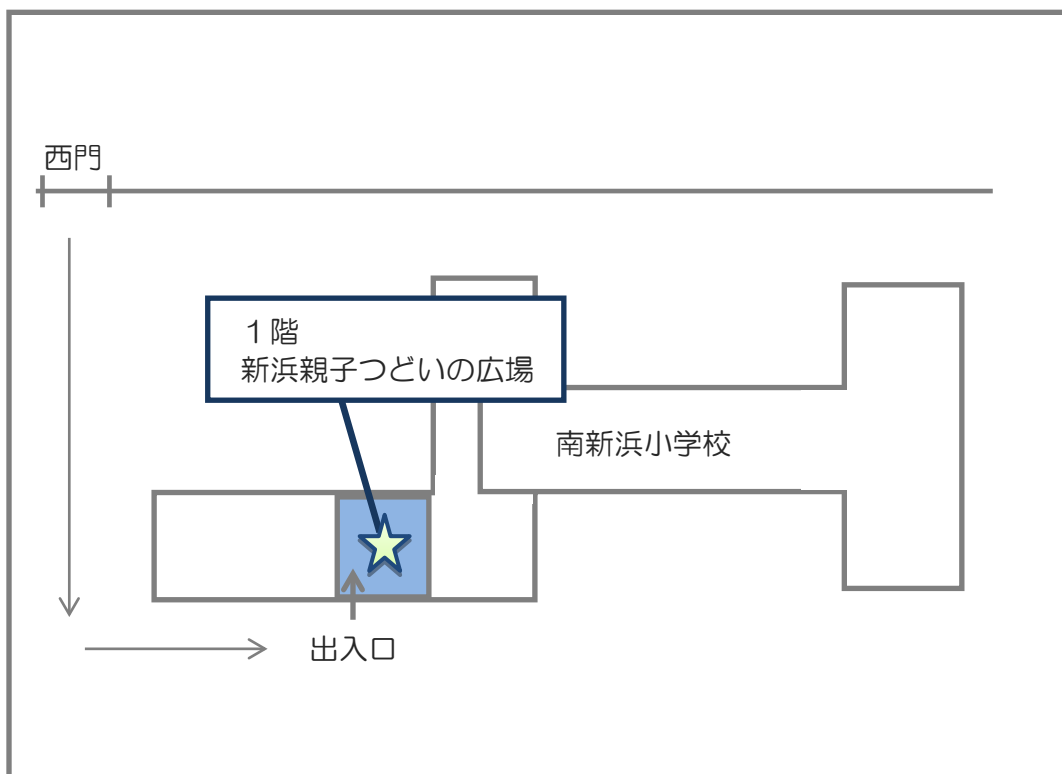 西門
１階
新浜親子つどいの広場
南新浜小学校
出入口